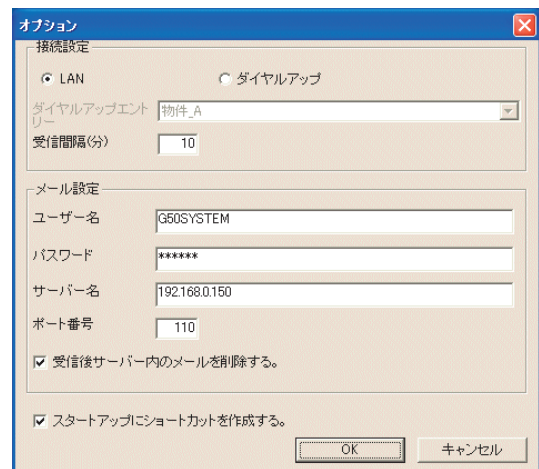 オプション
接続設定
LAN
ダイヤルアップ
ダイヤルアップエント
リー
物件_A
受信間隔(分)
10
メール設定
ユーザー名
G50SYSTEM
パスワード
******
サーバー名
192.168.0.150
ポート番号
110
受信後サーバー内のメールを削除する。
スタートアップにショートカットを作成する。
OK
キャンセル